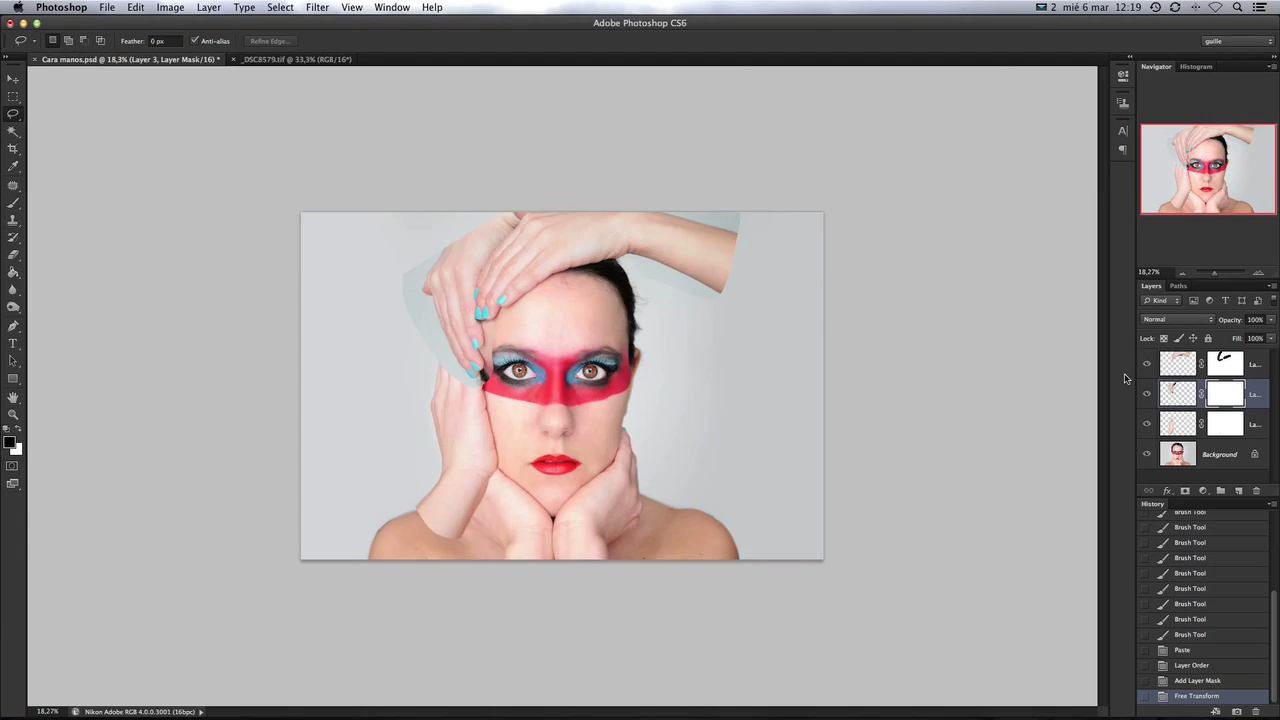 Photoshop File Edit Image Layer Type Select Filter View Window Help 2 mié 6 mar 12:19
Adobe Photoshop CS6
Feather: 0 px Anti-alias Refine Edge... guille
× Cara manos.psd @ 18,3% (Layer 3, Layer Mask/16) * × _DSC8579.tif @ 33,3% (RGB/16*)
Navigator Histogram
18,27%
Layers Paths
Kind
Normal Opacity: 100%
Lock: Fill: 100%
La...
La...
La...
Background
fx
History
Brush Tool
Brush Tool
Brush Tool
Brush Tool
Brush Tool
Brush Tool
Brush Tool
Brush Tool
Brush Tool
Paste
Layer Order
Add Layer Mask
Free Transform
18,27% Nikon Adobe RGB 4.0.0.3001 (16bpc)